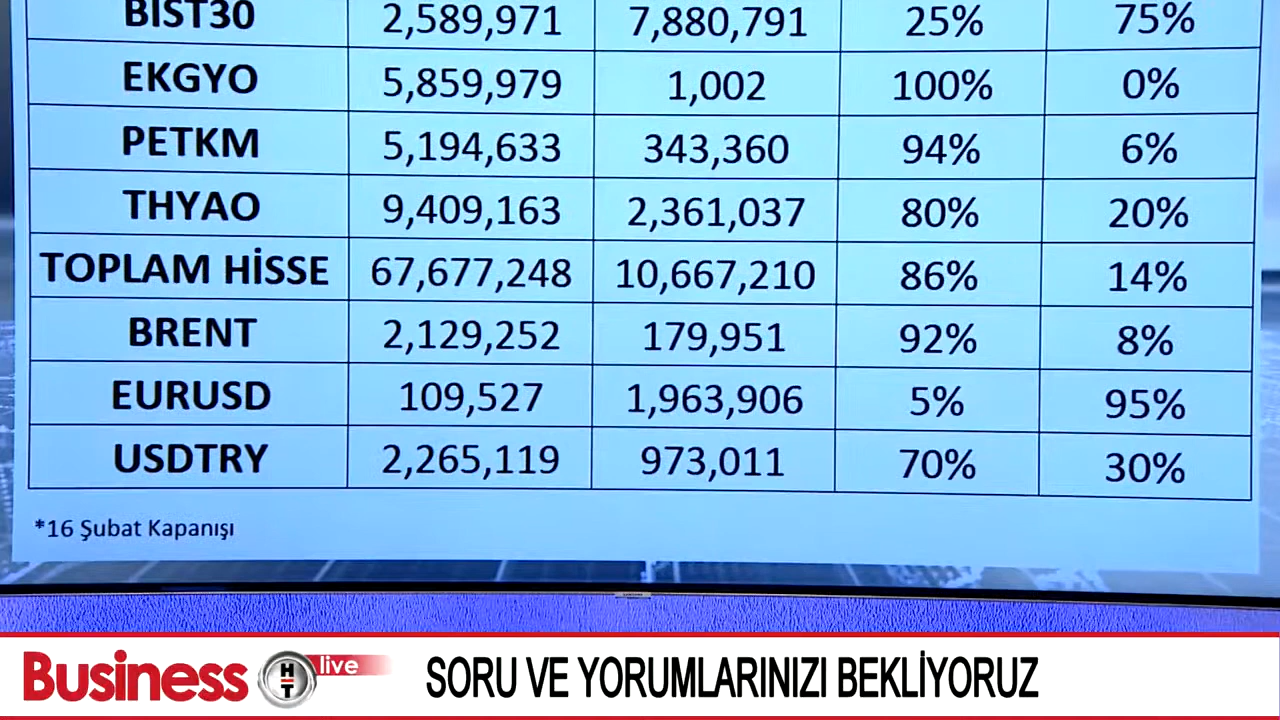 BIST30 2,589,971 7,880,791 25% 75%
EKGYO 5,859,979 1,002 100% 0%
PETKM 5,194,633 343,360 94% 6%
THYAO 9,409,163 2,361,037 80% 20%
TOPLAM HİSSE 67,677,248 10,667,210 86% 14%
BRENT 2,129,252 179,951 92% 8%
EURUSD 109,527 1,963,906 5% 95%
USDTRY 2,265,119 973,011 70% 30%
*16 Şubat Kapanışı
Business HT live SORU VE YORUMLARINIZI BEKLİYORUZ